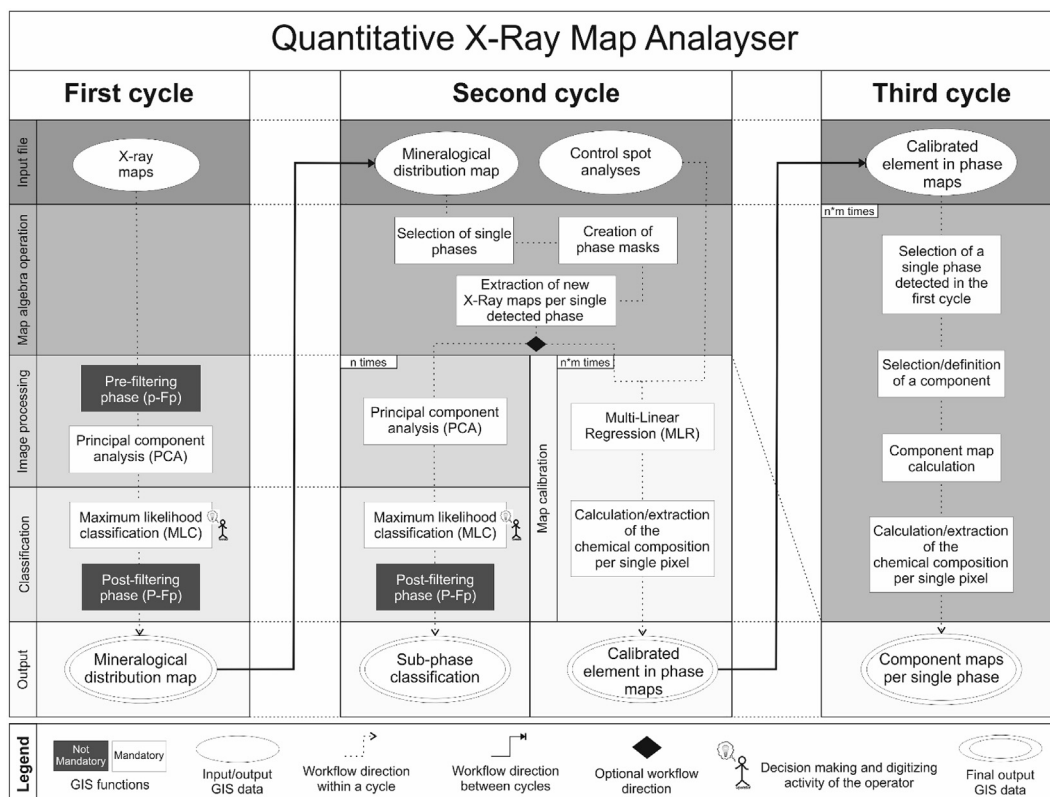 Quantitative X-Ray Map Analayser
First cycle
Second cycle
Third cycle
Input file
X-ray
maps
Mineralogical
distribution map
Control spot
analyses
Calibrated
element in phase
maps
Map algebra operation
Selection of single
phases
Creation of
phase masks
Extraction of new
X-Ray maps per single
detected phase
n*m times
Selection of a
single phase
detected in the
first cycle
Image processing
Pre-filtering
phase (p-Fp)
Principal component
analysis (PCA)
n times
Principal component
analysis (PCA)
n*m times
Multi-Linear
Regression (MLR)
Selection/definition
of a component
Component map
calculation
Classification
Maximum likelihood
classification (MLC)
Post-filtering
phase (P-Fp)
Maximum likelihood
classification (MLC)
Post-filtering
phase (P-Fp)
Map calibration
Calculation/extraction
of the
chemical composition
per single pixel
Calculation/extraction
of the
chemical composition
per single pixel
Output
Mineralogical
distribution map
Sub-phase
classification
Calibrated
element in phase
maps
Component maps
per single phase
Legend
Not
Mandatory
Mandatory
GIS functions
Input/output
GIS data
Workflow direction
within a cycle
Workflow direction
between cycles
Optional workflow
direction
Decision making and digitizing
activity of the operator
Final output
GIS data